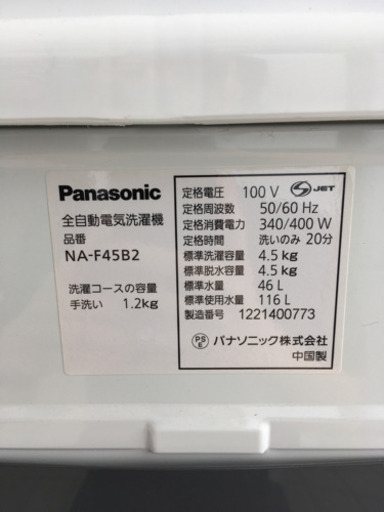 Panasonic
全自動電気洗濯機
品番
NA-F45B2
洗濯コースの容量
手洗い 1.2kg
定格電圧 100 V S JET
定格周波数 50/60 Hz
定格消費電力 340/400 W
定格時間 洗いのみ 20分
標準洗濯容量 4.5 kg
標準脱水容量 4.5 kg
標準水量 46 L
標準使用水量 116 L
製造番号 1221400773
PS E パナソニック株式会社
中国製